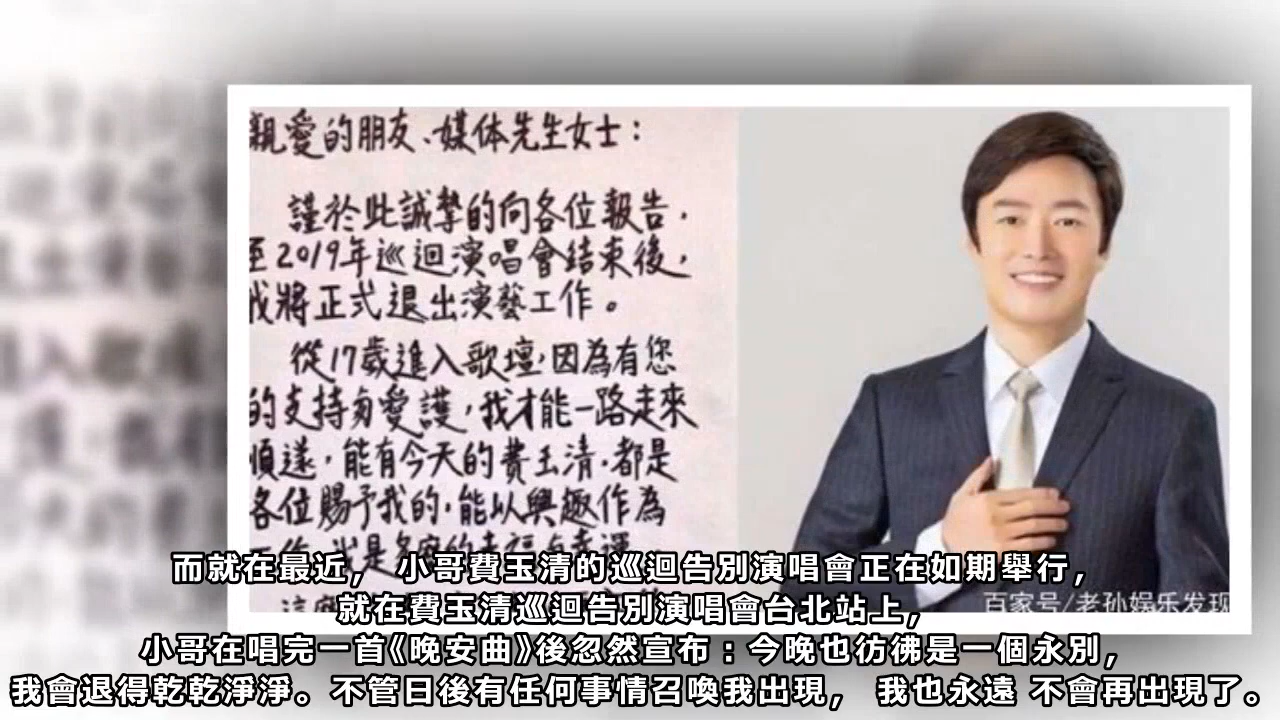 親愛的朋友、媒体先生女士：
謹於此誠摯的向各位報告，
至2019年巡迴演唱會結束後，
我將正式退出演藝工作。
從17歲進入歌壇，因為有您
的支持与愛護，我才能一路走來
順遂，能有今天的費玉清，都是
各位賜予我的，能以興趣作為
百家号/老孙娱乐发现
而就在最近， 小哥費玉清的巡迴告別演唱會正在如期舉行，
就在費玉清巡迴告別演唱會台北站上，
小哥在唱完一首《晚安曲》後忽然宣布：今晚也彷彿是一個永別，
我會退得乾乾淨淨。不管日後有任何事情召喚我出現， 我也永遠 不會再出現了。